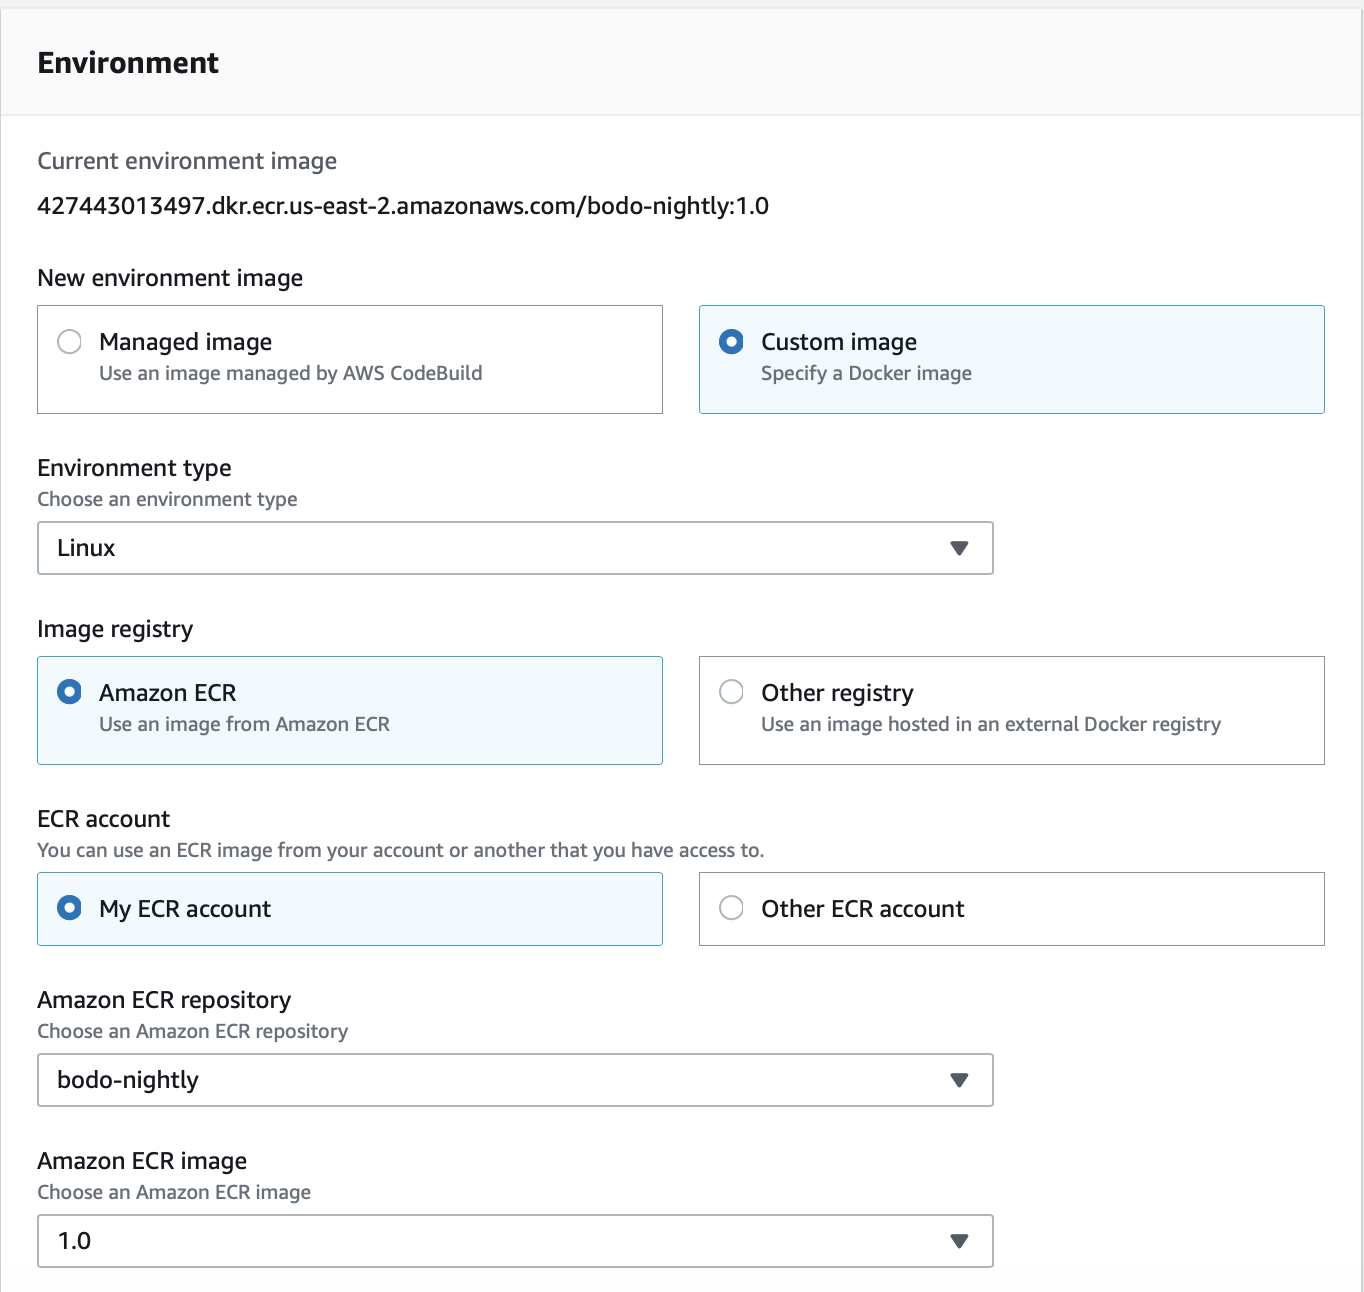 Environment
Current environment image
427443013497.dkr.ecr.us-east-2.amazonaws.com/bodo-nightly:1.0
New environment image
Managed image
Use an image managed by AWS CodeBuild
Custom image
Specify a Docker image
Environment type
Choose an environment type
Linux
Image registry
Amazon ECR
Use an image from Amazon ECR
Other registry
Use an image hosted in an external Docker registry
ECR account
You can use an ECR image from your account or another that you have access to.
My ECR account
Other ECR account
Amazon ECR repository
Choose an Amazon ECR repository
bodo-nightly
Amazon ECR image
Choose an Amazon ECR image
1.0